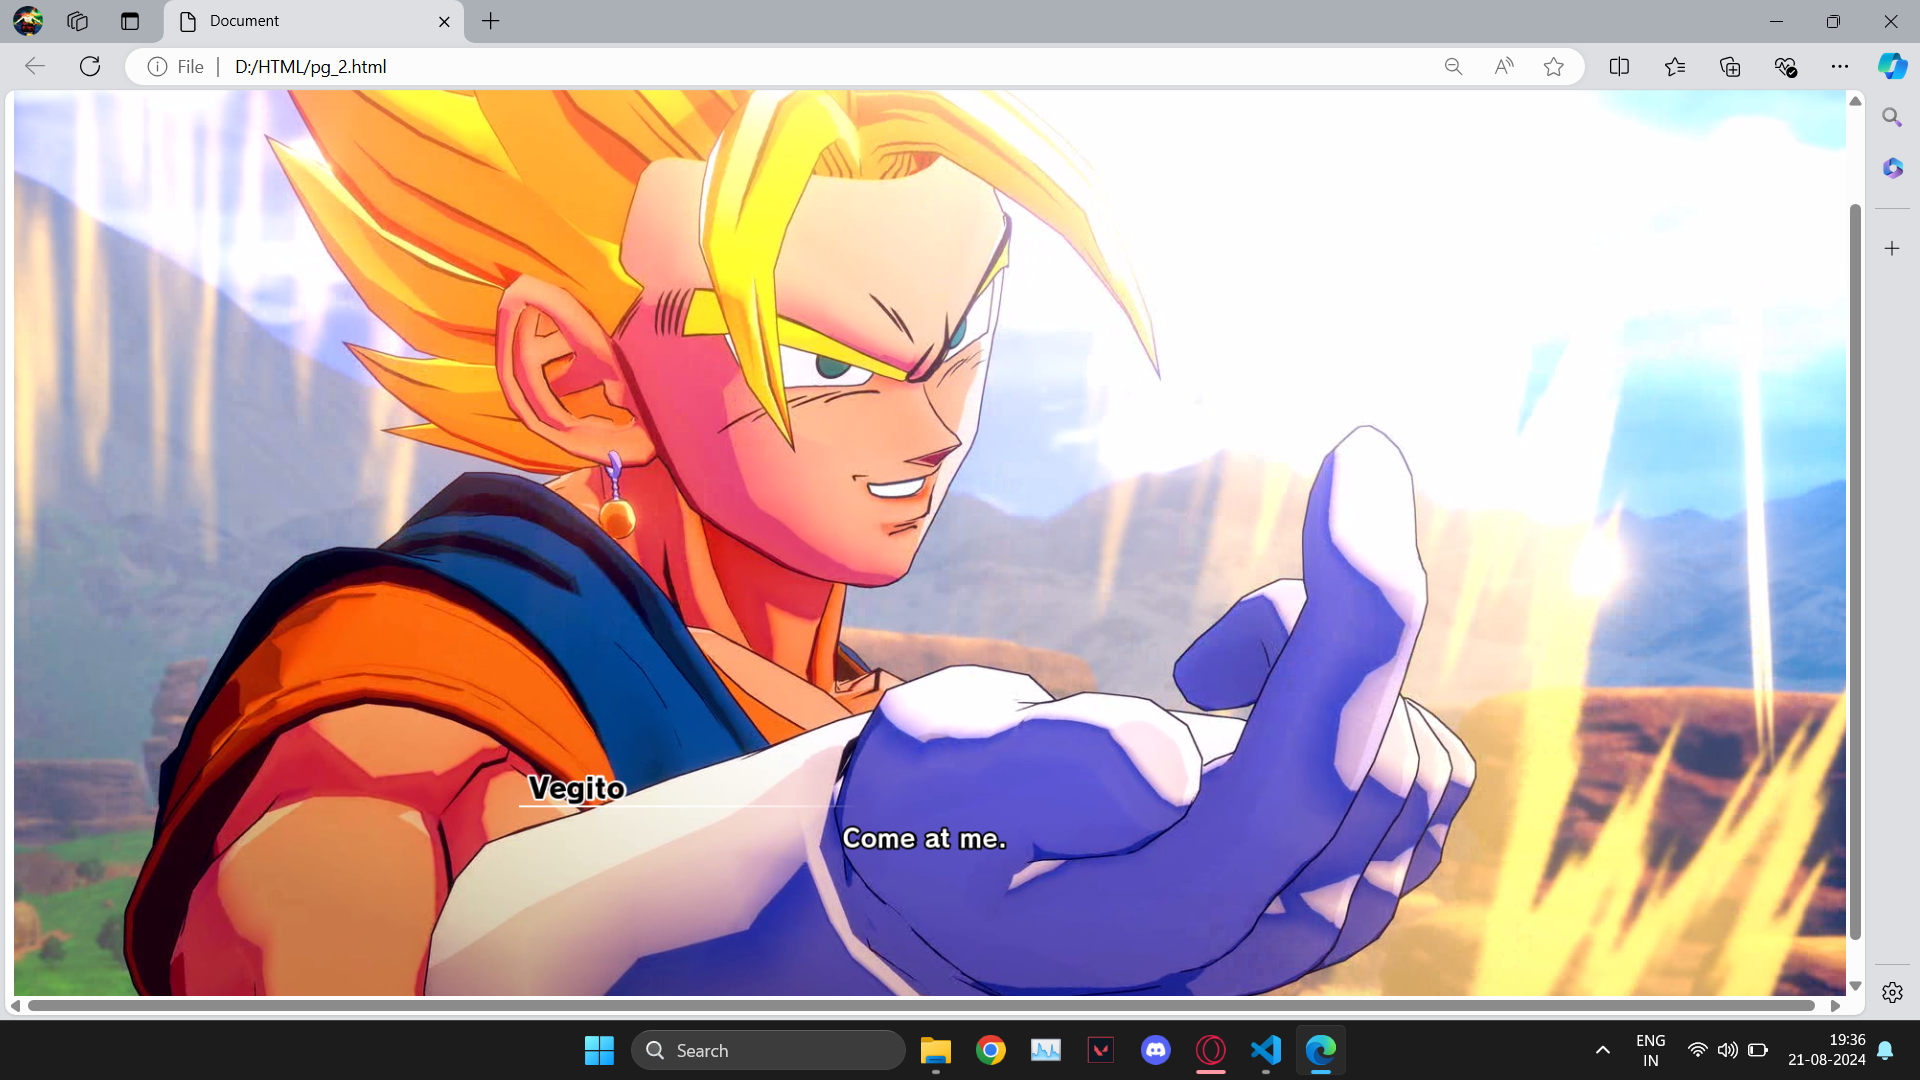 Document
File
D:/HTML/pg_2.html
Vegito
Come at me.
Search
ENG
IN
19:36
21-08-2024